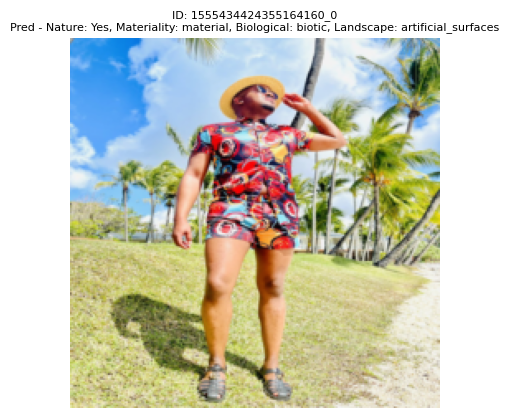 ID: 1555434424355164160_0
Pred - Nature: Yes, Materiality: material, Biological: biotic, Landscape: artificial_surfaces